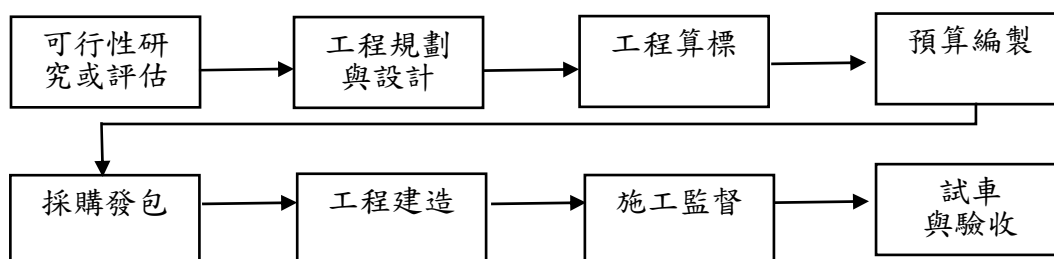 可行性研
究或評估
工程規劃
與設計
工程算標
預算編製
採購發包
工程建造
施工監督
試車
與驗收